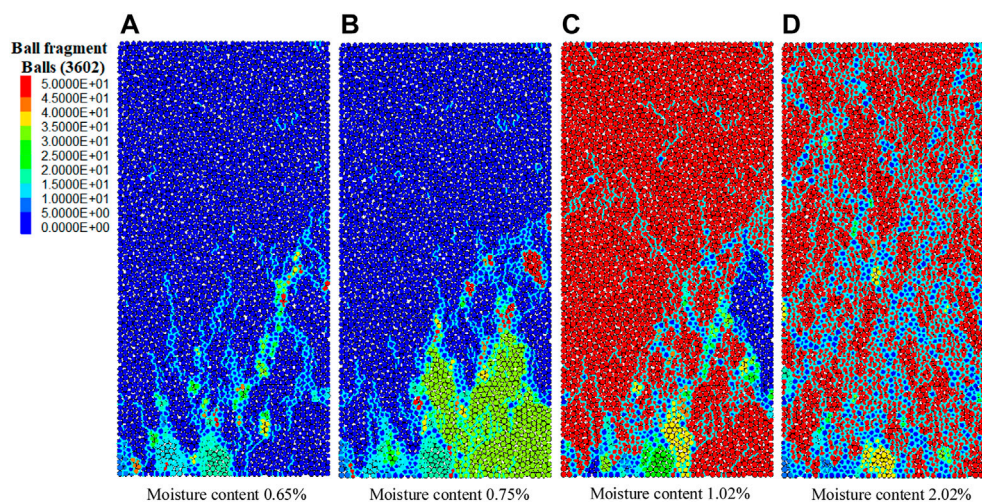 A
B
C
D
Ball fragment
Balls (3602)
5.0000E+01
4.5000E+01
4.0000E+01
3.5000E+01
3.0000E+01
2.5000E+01
2.0000E+01
1.5000E+01
1.0000E+01
5.0000E+00
0.0000E+00
Moisture content 0.65%
Moisture content 0.75%
Moisture content 1.02%
Moisture content 2.02%